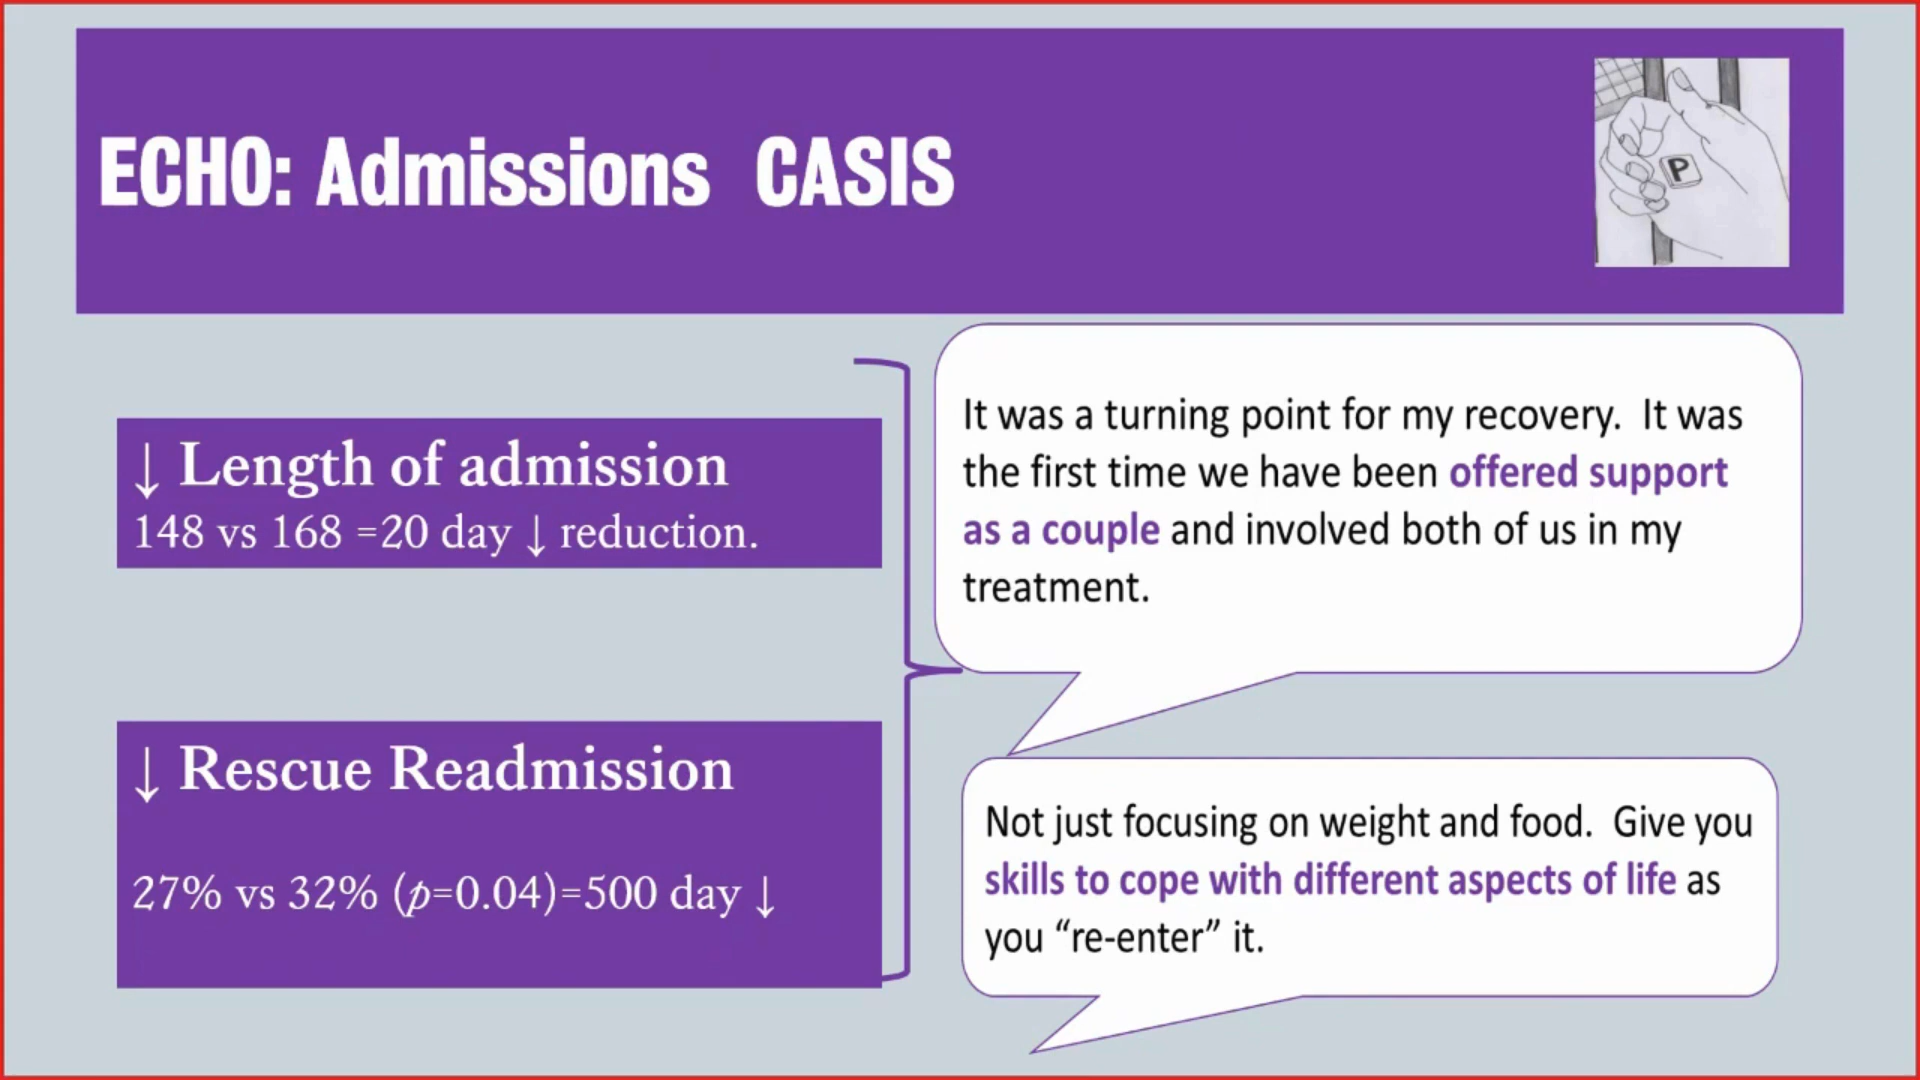 ECHO: Admissions CASIS
P
↓ Length of admission
148 vs 168 =20 day ↓ reduction.
↓ Rescue Readmission
27% vs 32% (p=0.04)=500 day ↓
It was a turning point for my recovery. It was
the first time we have been offered support
as a couple and involved both of us in my
treatment.
Not just focusing on weight and food. Give you
skills to cope with different aspects of life as
you “re-enter” it.